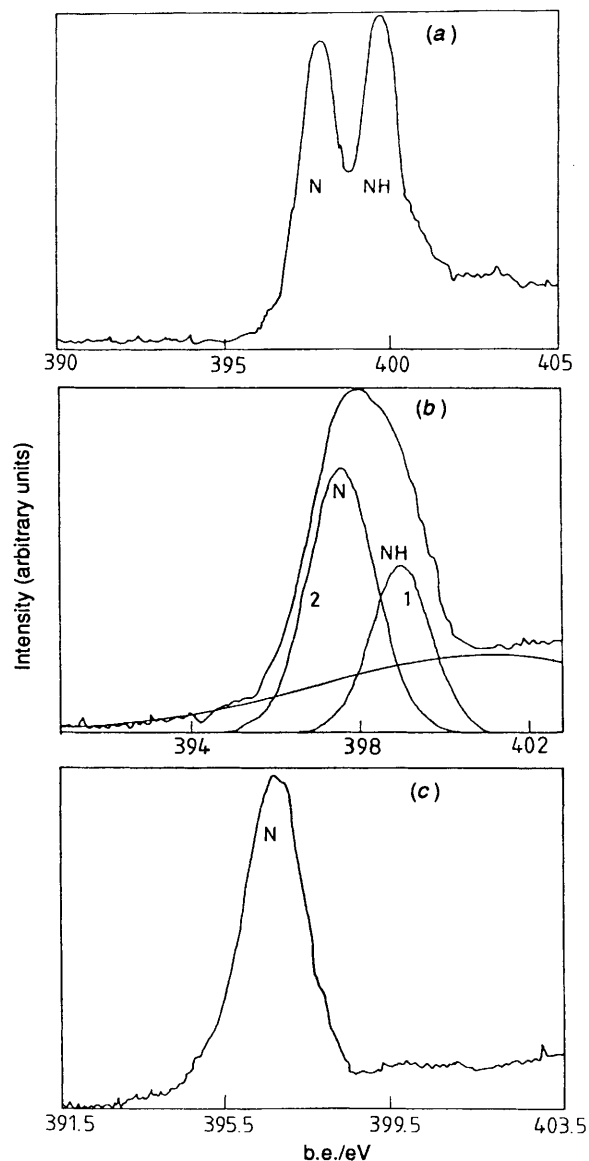 (a)
N NH
390 395 400 405
(b)
N
NH
2 1
394 398 402
Intensity (arbitrary units)
(c)
N
391.5 395.5 399.5 403.5
b.e./eV